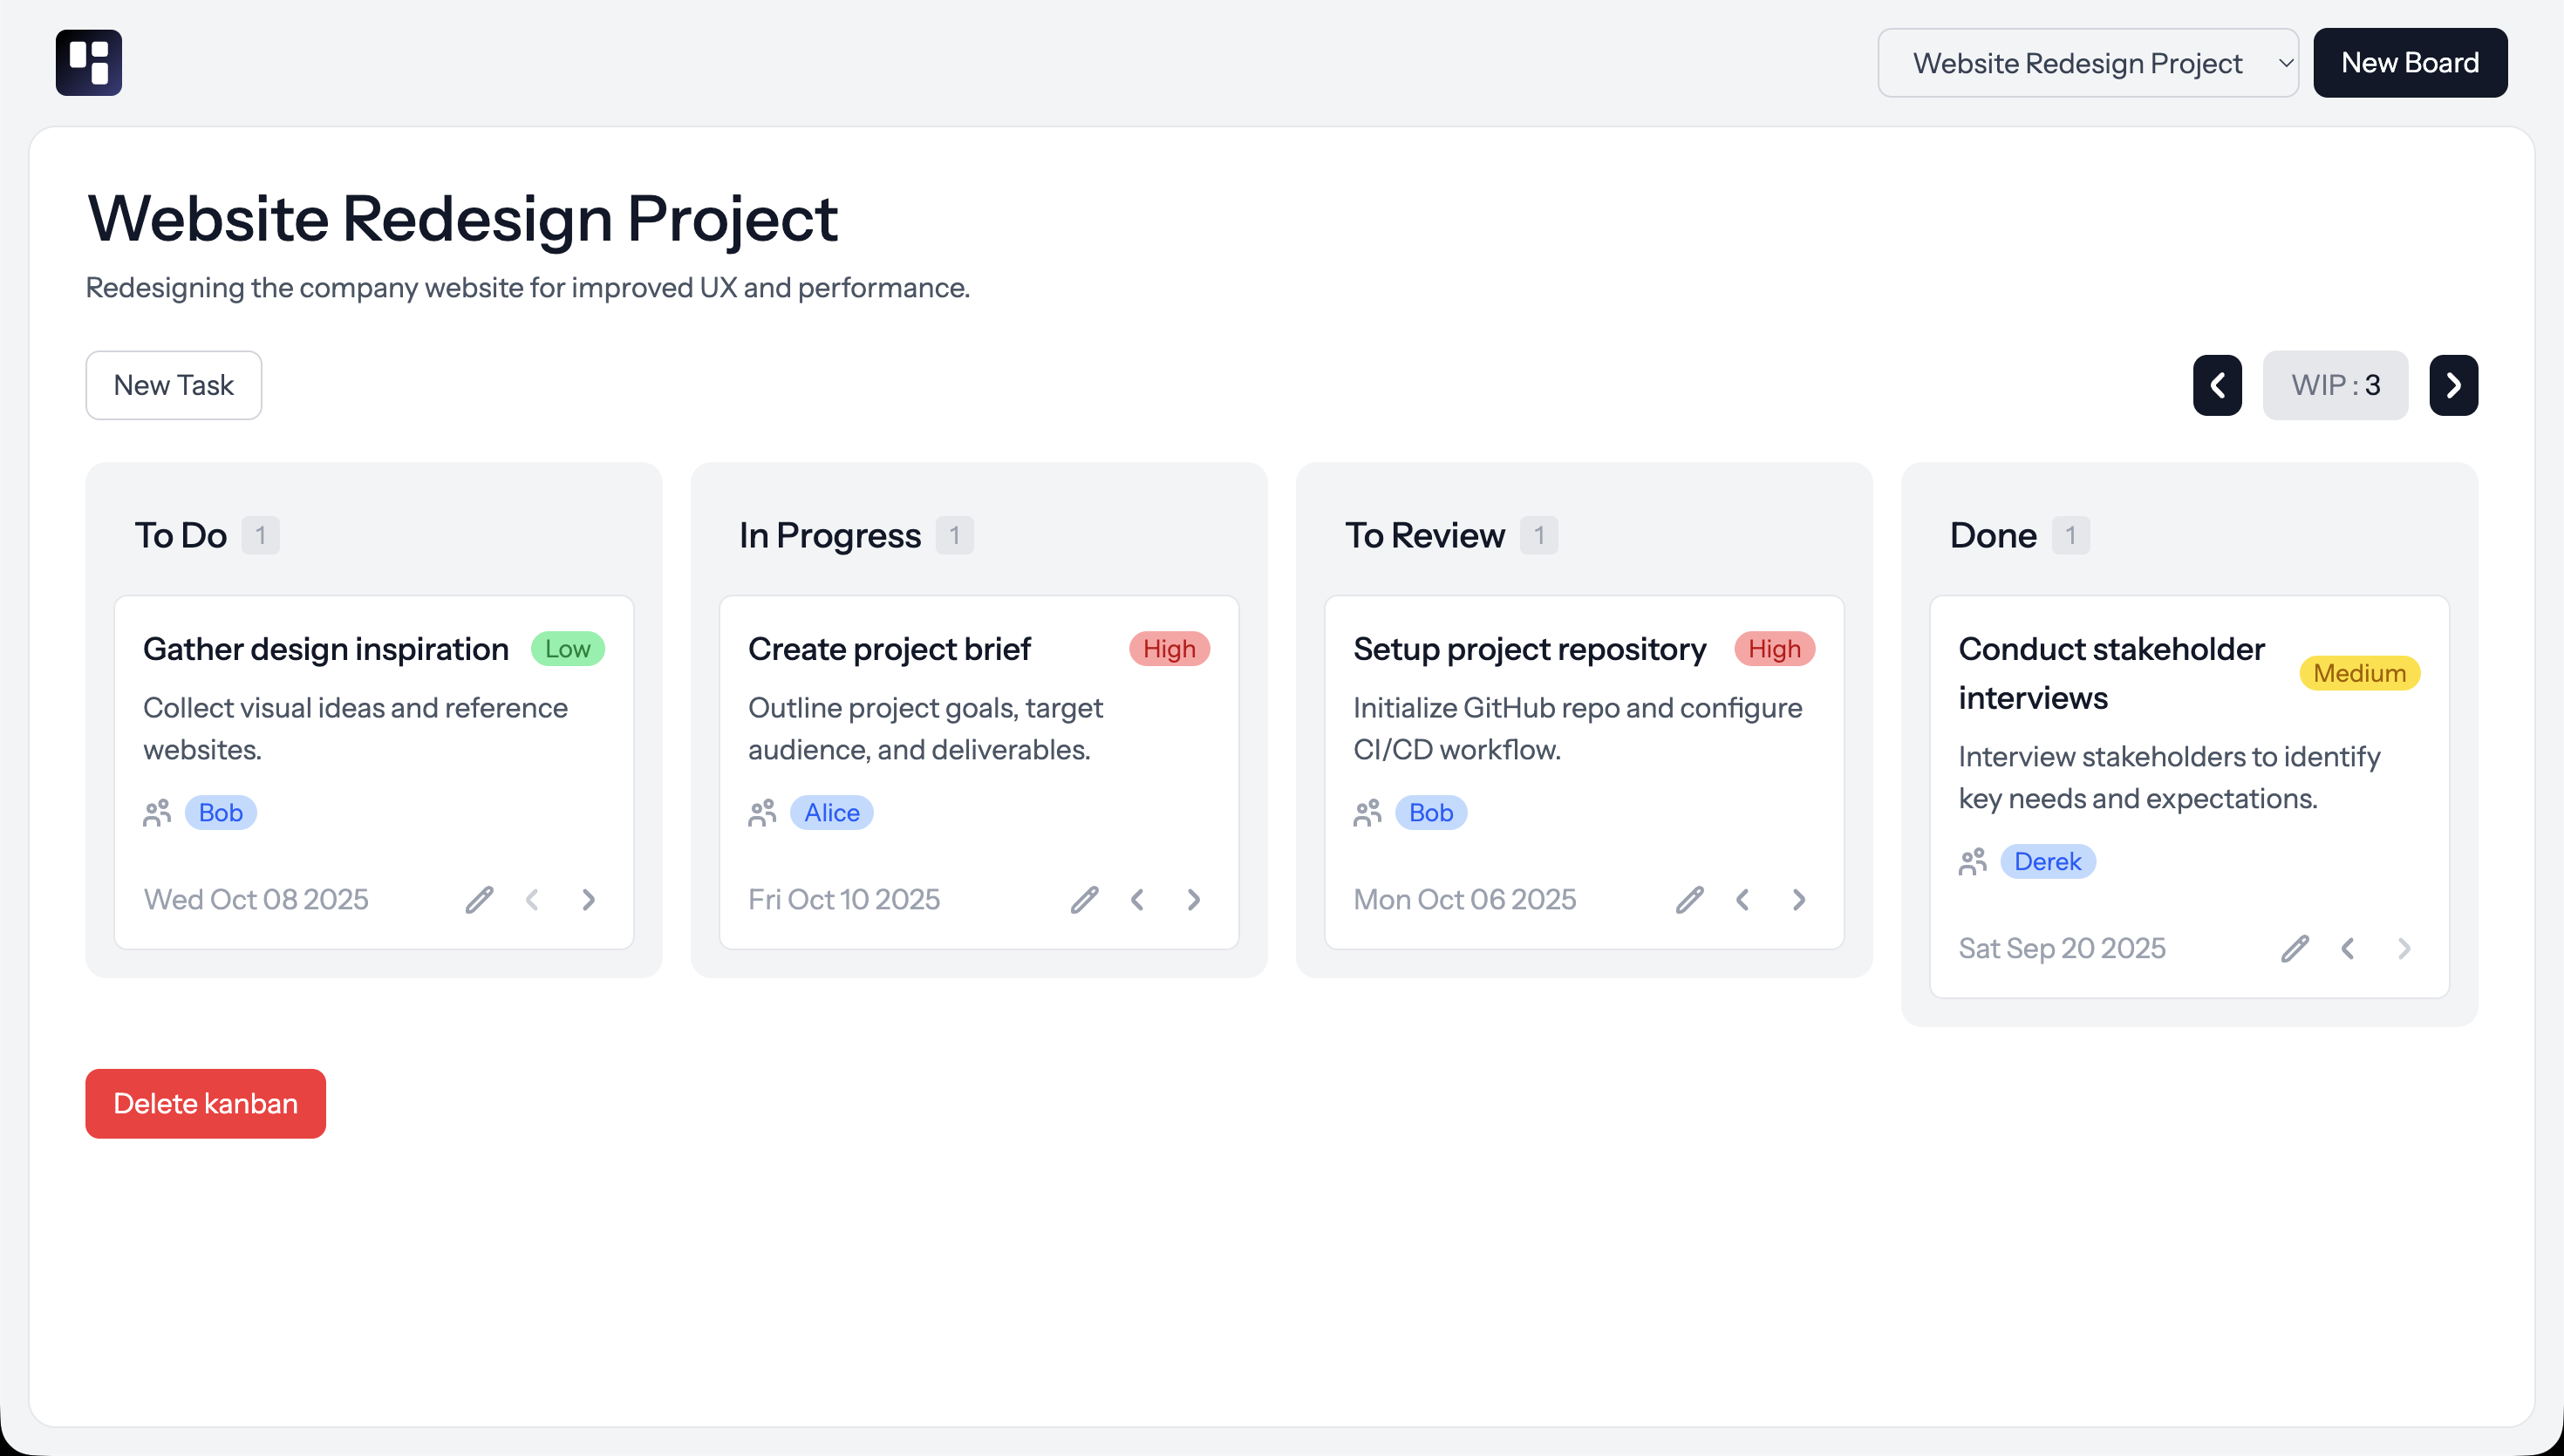 Website Redesign Project
New Board
Website Redesign Project
Redesigning the company website for improved UX and performance.
New Task
WIP : 3
To Do 1
Gather design inspiration Low
Collect visual ideas and reference
websites.
Bob
Wed Oct 08 2025
In Progress 1
Create project brief High
Outline project goals, target
audience, and deliverables.
Alice
Fri Oct 10 2025
To Review 1
Setup project repository High
Initialize GitHub repo and configure
CI/CD workflow.
Bob
Mon Oct 06 2025
Done 1
Conduct stakeholder
interviews
Medium
Interview stakeholders to identify
key needs and expectations.
Derek
Sat Sep 20 2025
Delete kanban